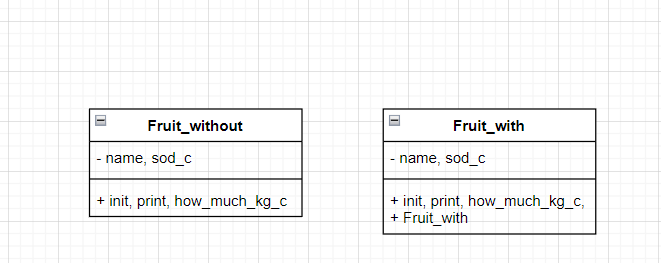 Fruit_without
- name, sod_c
+ init, print, how_much_kg_c
Fruit_with
- name, sod_c
+ init, print, how_much_kg_c,
+ Fruit_with